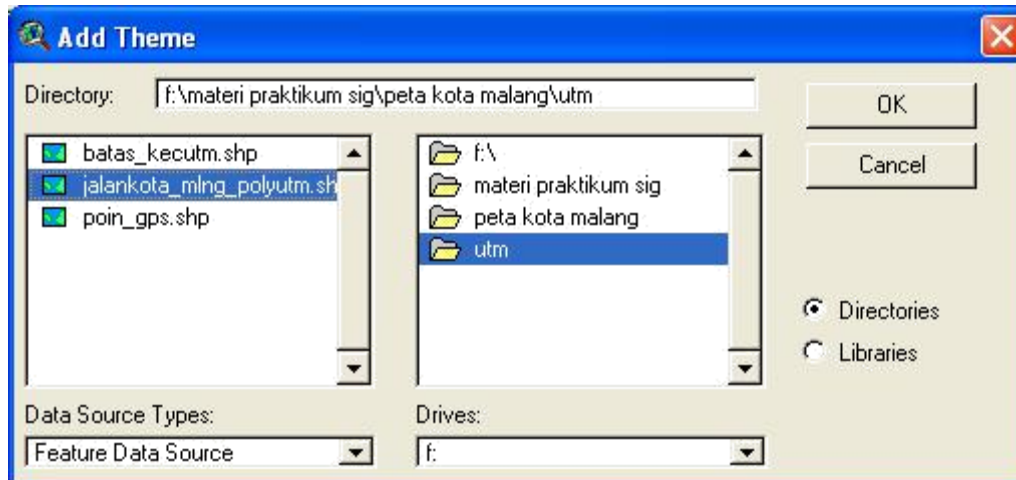 Add Theme
Directory: f:\materi praktikum sig\peta kota malang\utm
OK
Cancel
batas_kecutm.shp
jalankota_mlng_polyutm.sh
poin_gps.shp
f:\
materi praktikum sig
peta kota malang
utm
Directories
Libraries
Data Source Types:
Feature Data Source
Drives:
f: